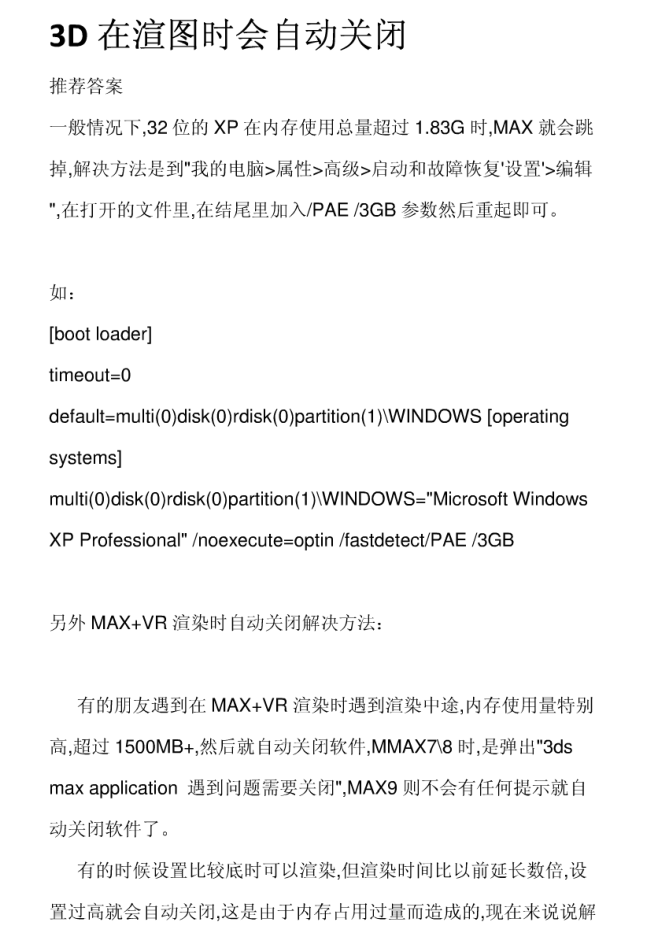 3D 在渲图时会自动关闭
推荐答案
一般情况下,32 位的 XP 在内存使用总量超过 1.83G 时,MAX 就会跳
掉,解决方法是到"我的电脑>属性>高级>启动和故障恢复'设置'>编辑
",在打开的文件里,在结尾里加入/PAE /3GB 参数然后重起即可。
如：
[boot loader]
timeout=0
default=multi(0)disk(0)rdisk(0)partition(1)\WINDOWS [operating
systems]
multi(0)disk(0)rdisk(0)partition(1)\WINDOWS="Microsoft Windows
XP Professional" /noexecute=optin /fastdetect/PAE /3GB
另外 MAX+VR 渲染时自动关闭解决方法：
有的朋友遇到在 MAX+VR 渲染时遇到渲染中途,内存使用量特别
高,超过 1500MB+,然后就自动关闭软件,MMAX7\8 时,是弹出"3ds
max application 遇到问题需要关闭",MAX9 则不会有任何提示就自
动关闭软件了。
有的时候设置比较底时可以渲染,但渲染时间比以前延长数倍,设
置过高就会自动关闭,这是由于内存占用过量而造成的,现在来说说解